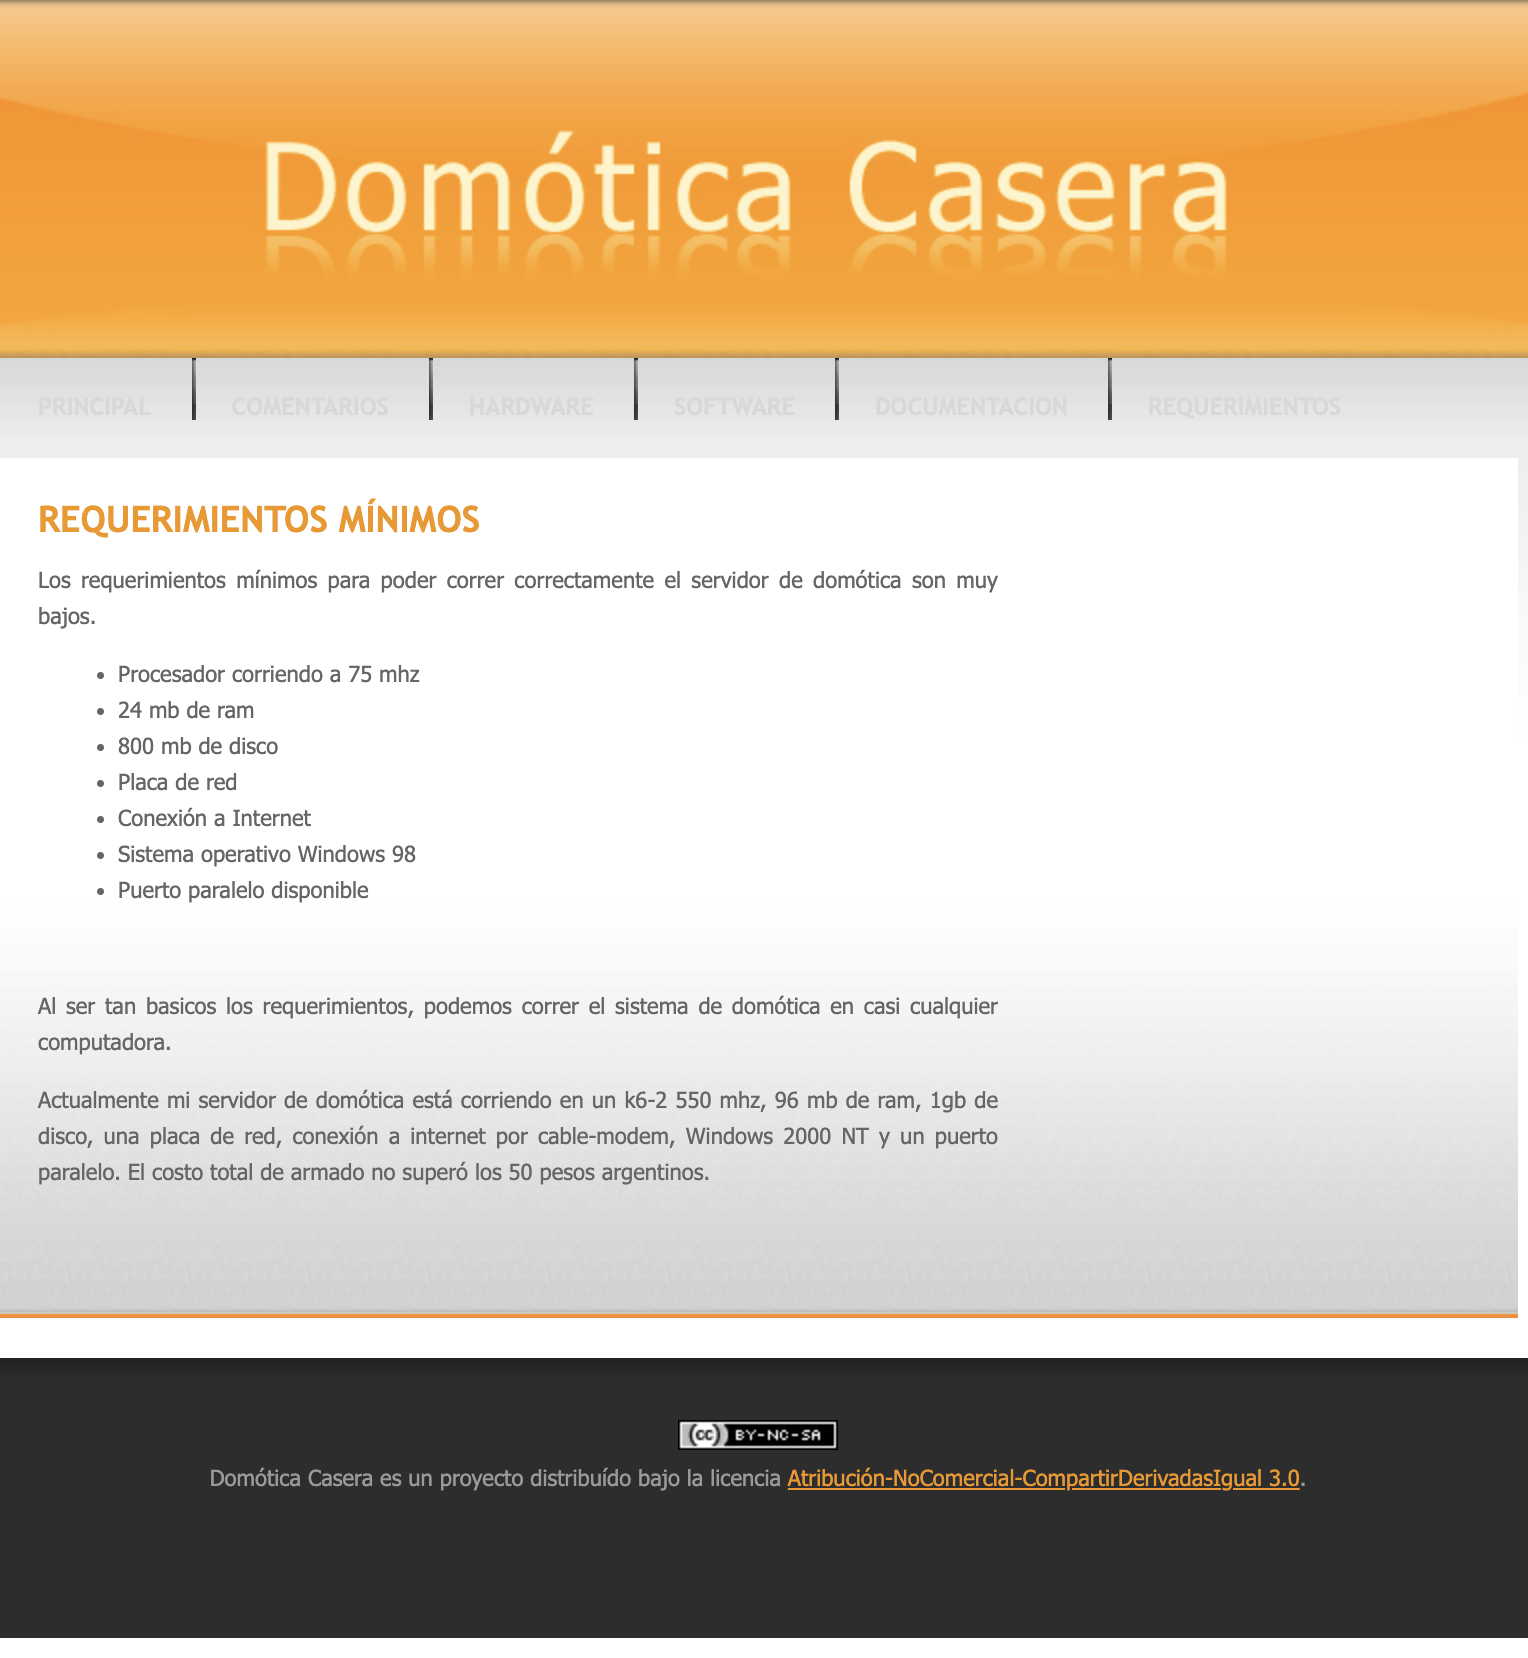 Domótica Casera
PRINCIPAL COMENTARIOS HARDWARE SOFTWARE DOCUMENTACION REQUERIMIENTOS
REQUERIMIENTOS MÍNIMOS
Los requerimientos mínimos para poder correr correctamente el servidor de domótica son muy
bajos.
• Procesador corriendo a 75 mhz
• 24 mb de ram
• 800 mb de disco
• Placa de red
• Conexión a Internet
• Sistema operativo Windows 98
• Puerto paralelo disponible
Al ser tan basicos los requerimientos, podemos correr el sistema de domótica en casi cualquier
computadora.
Actualmente mi servidor de domótica está corriendo en un k6-2 550 mhz, 96 mb de ram, 1gb de
disco, una placa de red, conexión a internet por cable-modem, Windows 2000 NT y un puerto
paralelo. El costo total de armado no superó los 50 pesos argentinos.
cc BY-NC-SA
Domótica Casera es un proyecto distribuído bajo la licencia Atribución-NoComercial-CompartirDerivadasIgual 3.0.